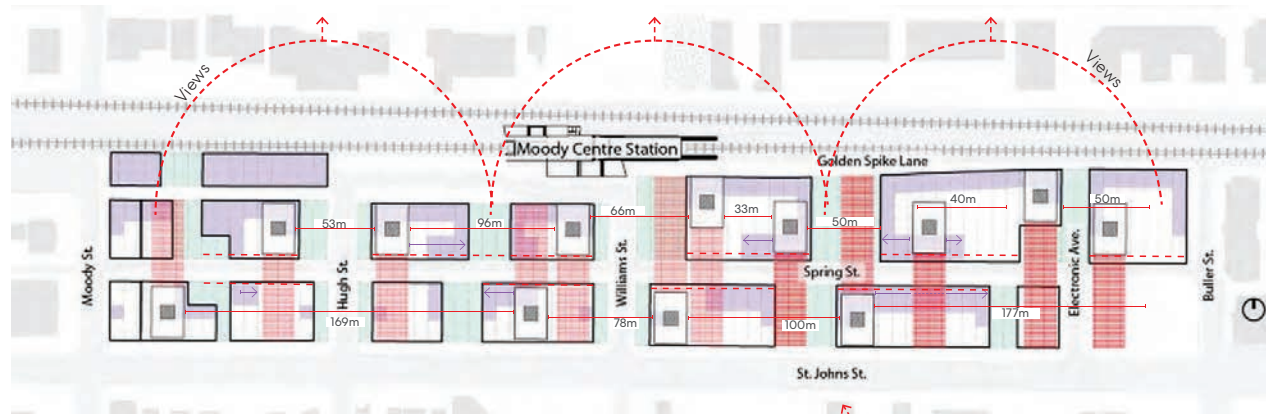 Views
Views
Moody Centre Station
Golden Spike Lane
53m
96m
66m
33m
50m
40m
50m
Moody St.
Hugh St.
Williams St.
Spring St.
Electronic Ave.
Buller St.
169m
78m
100m
177m
St. Johns St.